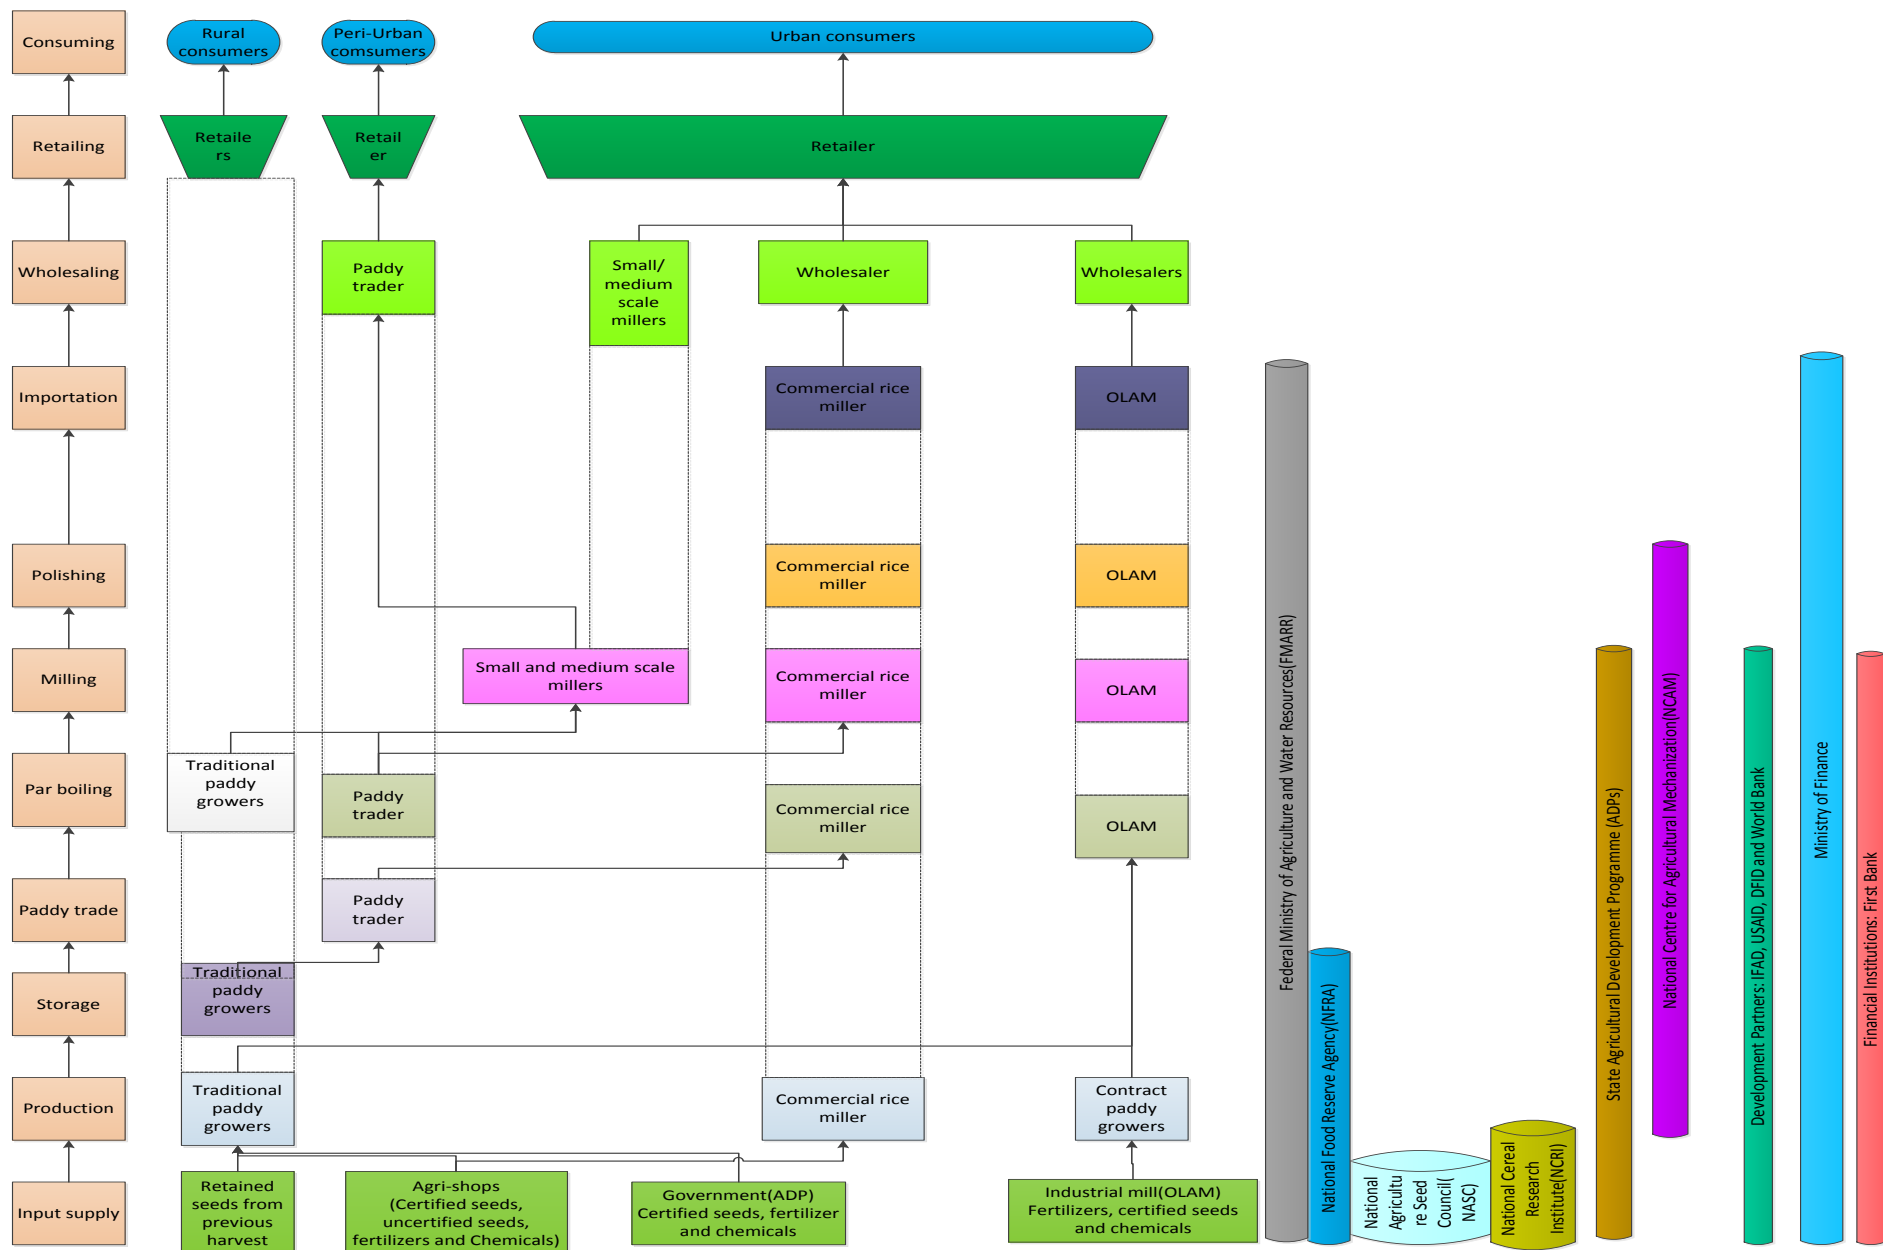 Consuming
Rural
consumers
Peri-Urban
comsumers
Urban consumers
Retailing
Retaile
rs
Retail
er
Retailer
Wholesaling
Paddy
trader
Small/
medium
scale
millers
Wholesaler
Wholesalers
Importation
Commercial rice
miller
OLAM
Polishing
Commercial rice
miller
OLAM
Milling
Small and medium scale
millers
Commercial rice
miller
OLAM
Par boiling
Traditional
paddy
growers
Paddy
trader
Commercial rice
miller
OLAM
Paddy trade
Paddy
trader
Storage
Traditional
paddy
growers
Production
Traditional
paddy
growers
Commercial rice
miller
Contract
paddy
growers
Input supply
Retained
seeds from
previous
harvest
Agri-shops
(Certified seeds,
uncertified seeds,
fertilizers and Chemicals)
Government(ADP)
Certified seeds, fertilizer
and chemicals
Industrial mill(OLAM)
Fertilizers, certified seeds
and chemicals
Federal Ministry of Agriculture and Water Resources(FMARR)
National Food Reserve Agency(NFRA)
National
Agricultu
re Seed
Council(
NASC)
National Cereal
Research
Institute(NCRI)
State Agricultural Development Programme (ADPs)
National Centre for Agricultural Mechanization(NCAM)
Development Partners: IFAD, USAID, DFID and World Bank
Ministry of Finance
Financial Institutions: First Bank